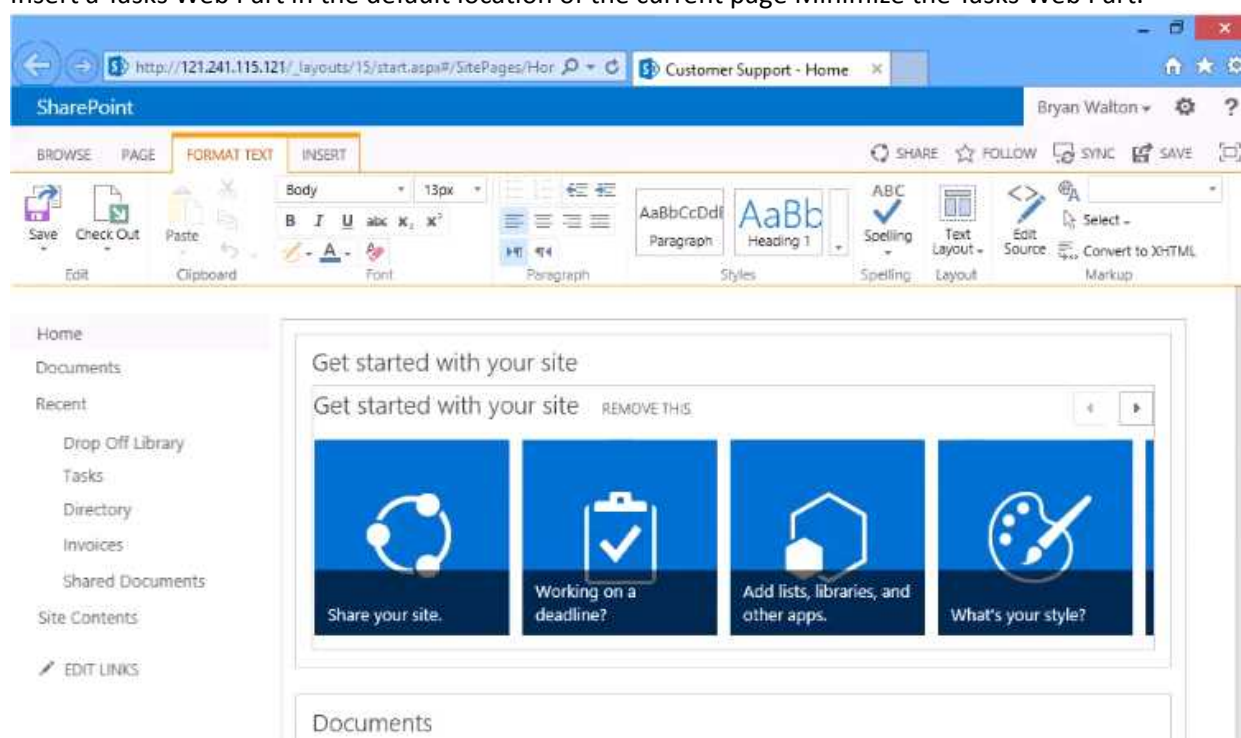 Insert a Tasks Web Part in the default location of the current page Minimize the Tasks Web Part.
http://121.241.115.121/_layouts/15/start.aspx#/SitePages/Hor
Customer Support - Home
SharePoint
Bryan Walton
?
BROWSE PAGE FORMAT TEXT INSERT
SHARE FOLLOW SYNC SAVE
Body 13px
AaBbCcDdE AaBb
ABC
B I U abc x₂ x²
Save Check Out Paste
Paragraph Heading 1
Spelling Text Layout Edit Source
Select
Convert to XHTML
Edit Clipboard Font Paragraph Styles Spelling Layout Markup
Home
Documents
Recent
Drop Off Library
Tasks
Directory
Invoices
Shared Documents
Site Contents
EDIT LINKS
Get started with your site
Get started with your site REMOVE THIS
Share your site.
Working on a
deadline?
Add lists, libraries, and
other apps.
What's your style?
Documents